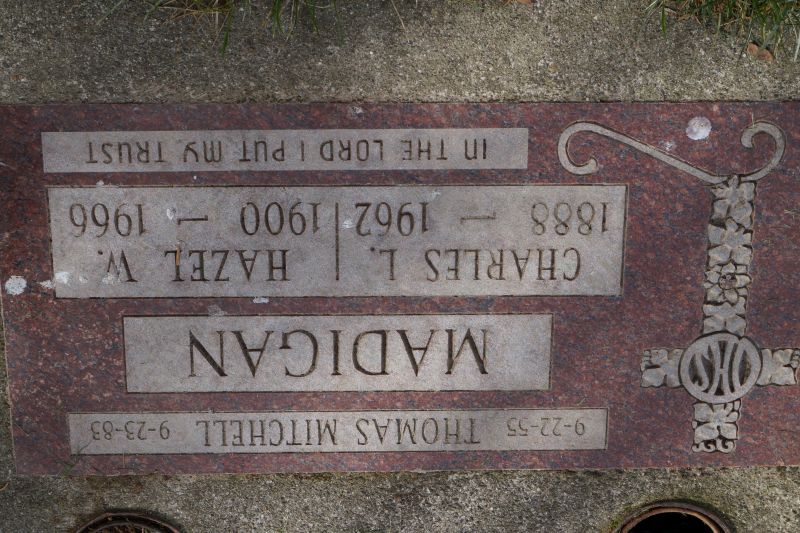 9-22-55 THOMAS MITCHELL 9-23-83
MADIGAN
CHARLES L. HAZEL W.
1888 — 1962 1900 — 1966
IN THE LORD I PUT MY TRUST
IHS